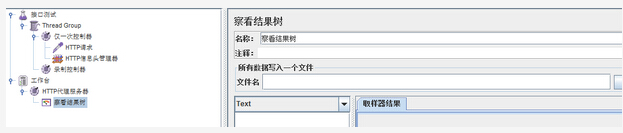 接口测试
Thread Group
仅一次控制器
HTTP请求
HTTP信息头管理器
录制控制器
工作台
HTTP代理服务器
察看结果树
察看结果树
名称：察看结果树
注释：
所有数据写入一个文件
文件名
Text
取样器结果